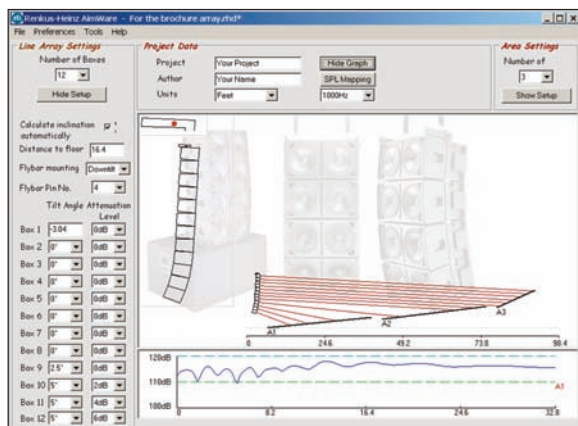 Renkus-Heinz AimWare - For the brochure array.rhd*
File Preferences Tools Help
Line Array Settings
Number of Boxes
12
Hide Setup
Project Data
Project Your Project Hide Graph
Author Your Name SPL Mapping
Units Feet 1000Hz
Area Settings
Number of
3
Show Setup
Calculate inclination
automatically
Distance to floor 16.4
Flybar mounting Downtilt
Flybar Pin No. 4
Tilt Angle Attenuation
Level
Box 1 -3.04 0dB
Box 2 0° 0dB
Box 3 0° 0dB
Box 4 0° 0dB
Box 5 0° 0dB
Box 6 0° 0dB
Box 7 0° 0dB
Box 8 0° 0dB
Box 9 2.5° 0dB
Box 10 5° 2dB
Box 11 5° 4dB
Box 12 5° 6dB
A1
A2
A3
0 24.6 49.2 73.8 98.4
120dB
110dB
100dB
A1
0 8.2 16.4 24.6 32.8